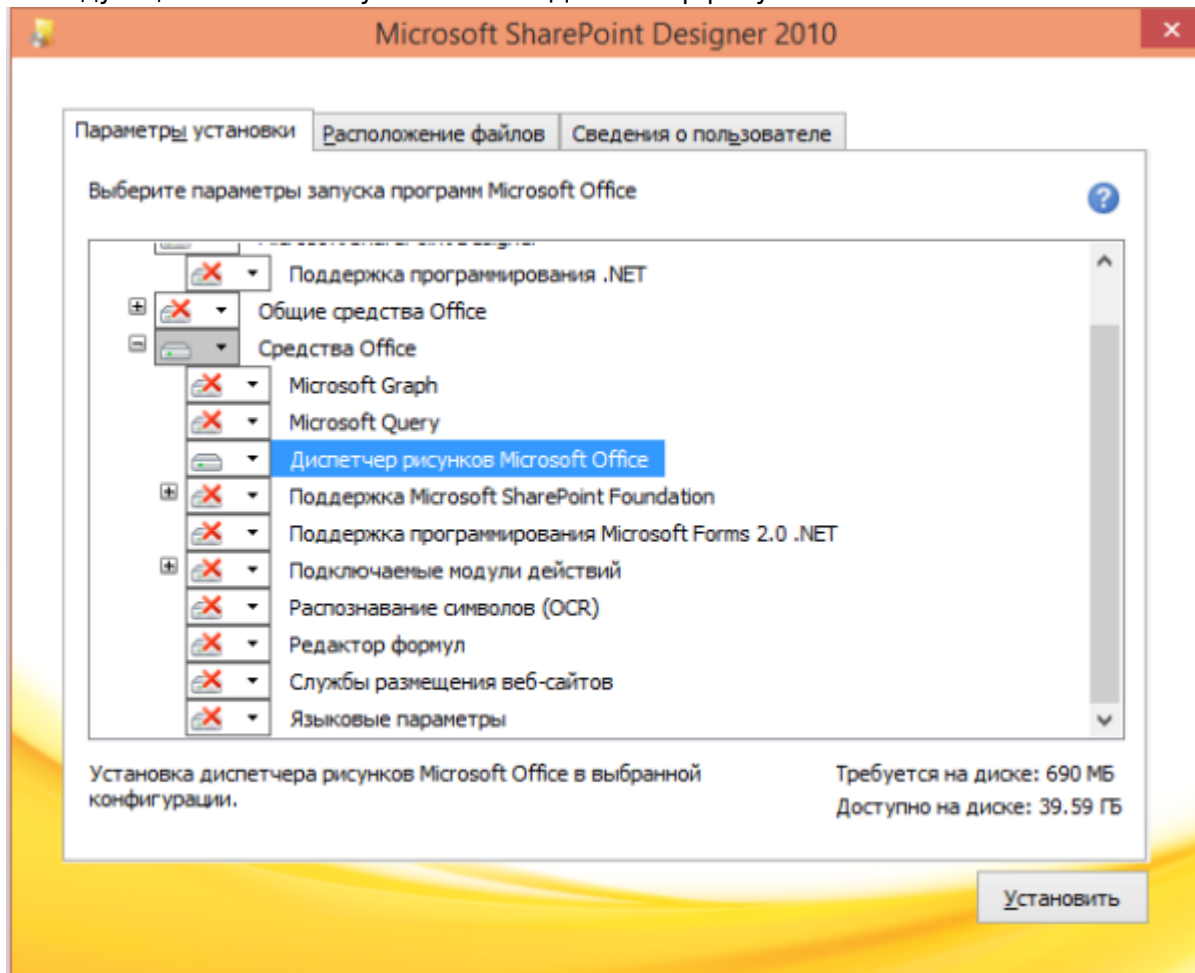 Microsoft SharePoint Designer 2010
Параметры установки
Расположение файлов
Сведения о пользователе
Выберите параметры запуска программ Microsoft Office
Поддержка программирования .NET
Общие средства Office
Средства Office
Microsoft Graph
Microsoft Query
Диспетчер рисунков Microsoft Office
Поддержка Microsoft SharePoint Foundation
Поддержка программирования Microsoft Forms 2.0 .NET
Подключаемые модули действий
Распознавание символов (OCR)
Редактор формул
Службы размещения веб-сайтов
Языковые параметры
Установка диспетчера рисунков Microsoft Office в выбранной
конфигурации.
Требуется на диске: 690 МБ
Доступно на диске: 39.59 ГБ
Установить